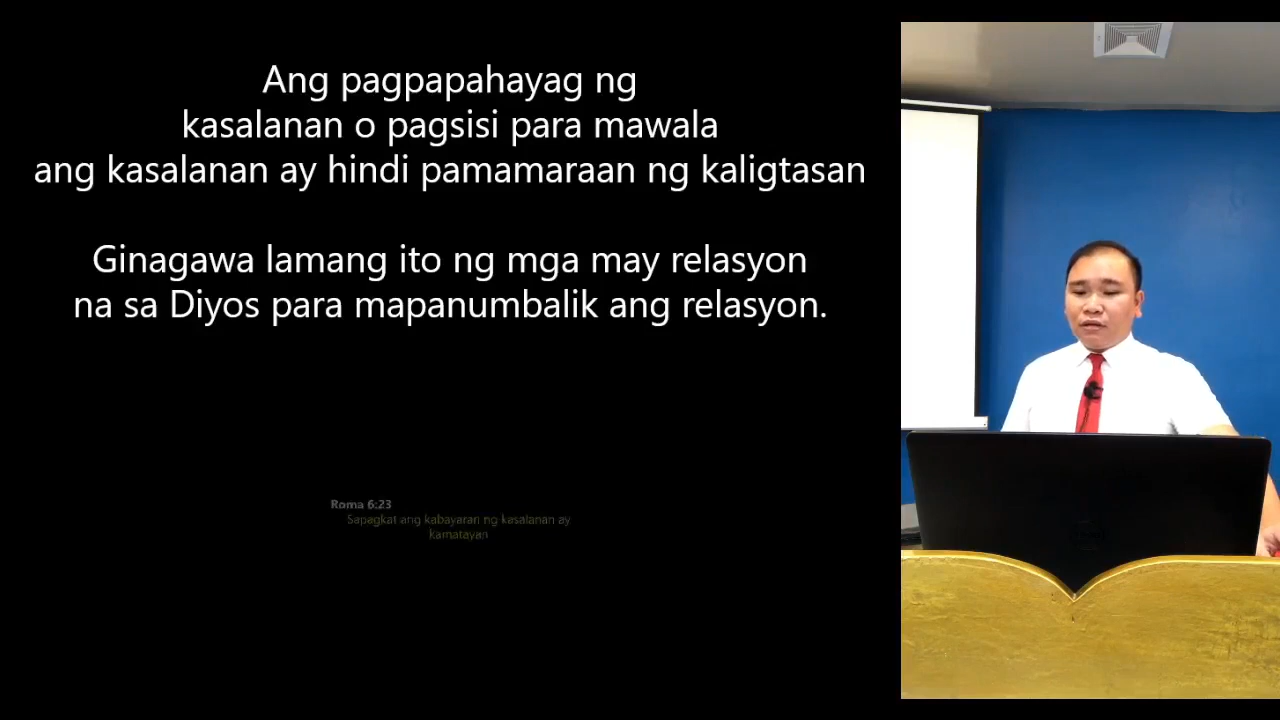 Ang pagpapahayag ng
kasalanan o pagsisi para mawala
ang kasalanan ay hindi pamamaraan ng kaligtasan
Ginagawa lamang ito ng mga may relasyon
na sa Diyos para mapanumbalik ang relasyon.
Roma 6:23
Sapagkat ang kabayaran ng kasalanan ay
kamatayan